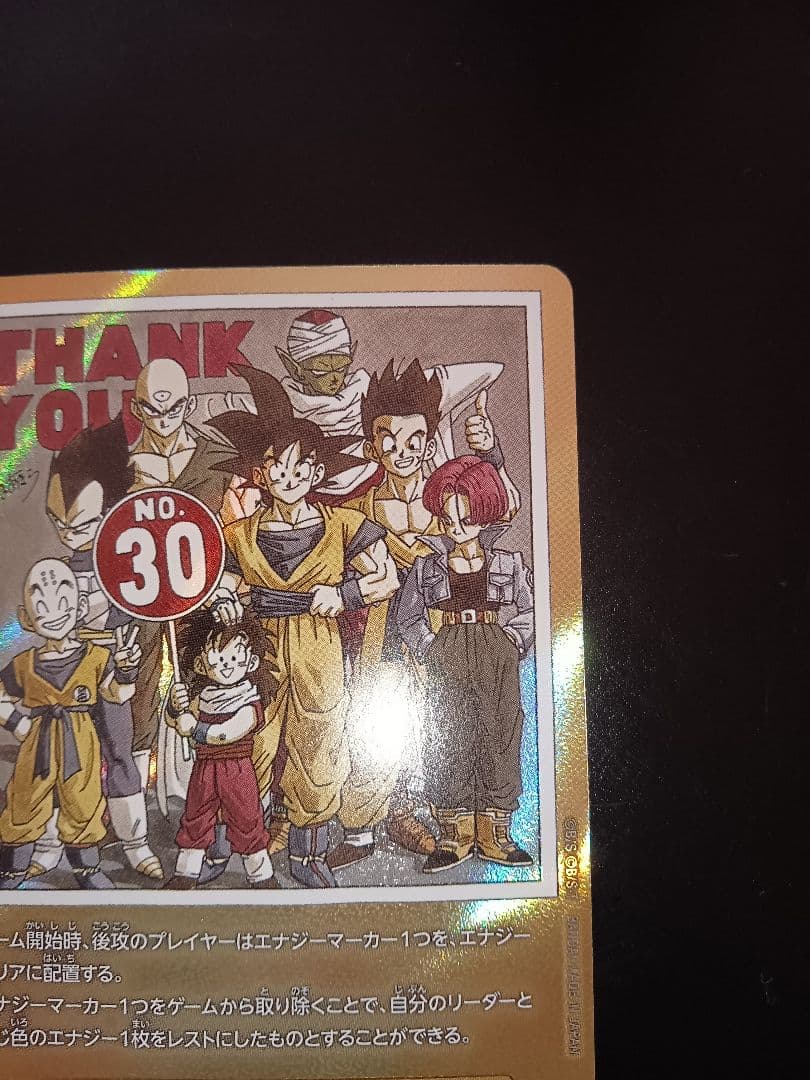 THANK
YOU
NO.
30
ーム開始時、後攻のプレイヤーはエナジーマーカー1つを、エナジー
リアに配置する。
ナジーマーカー1つをゲームから取り除くことで、自分のリーダーと
じ色のエナジー1枚をレストにしたものとすることができる。
©B/S
MADE IN JAPAN